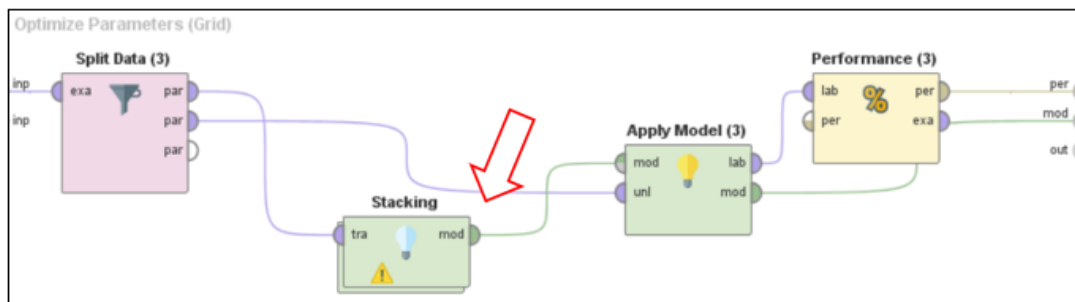 Optimize Parameters (Grid)
Split Data (3)
Performance (3)
inp
exa
par
lab
per
per
inp
par
per
exa
mod
par
Apply Model (3)
out
mod
lab
Stacking
unl
mod
tra
mod